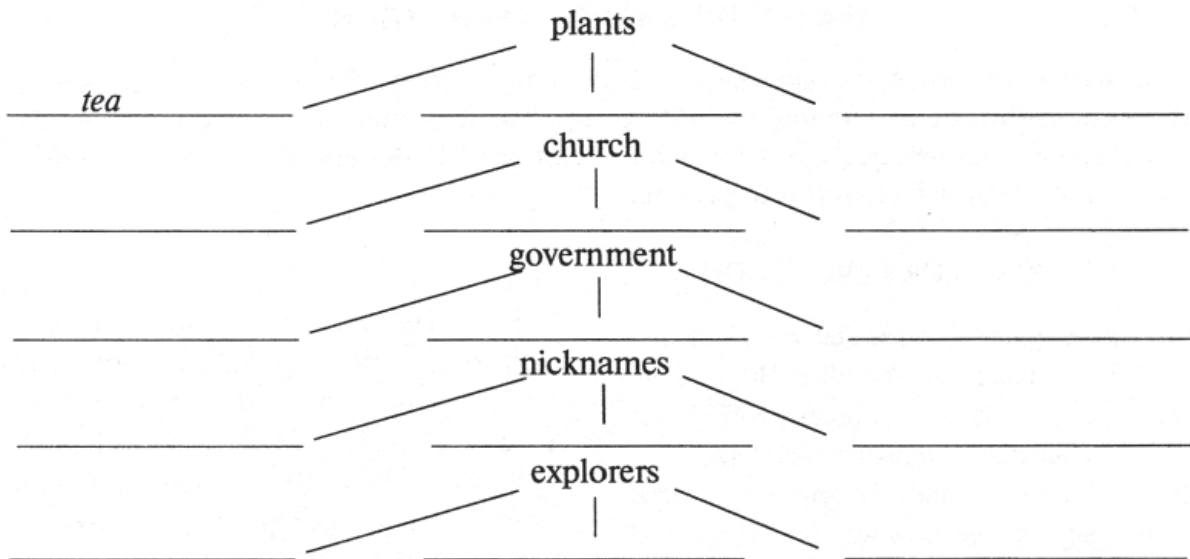 plants
tea
church
government
nicknames
explorers